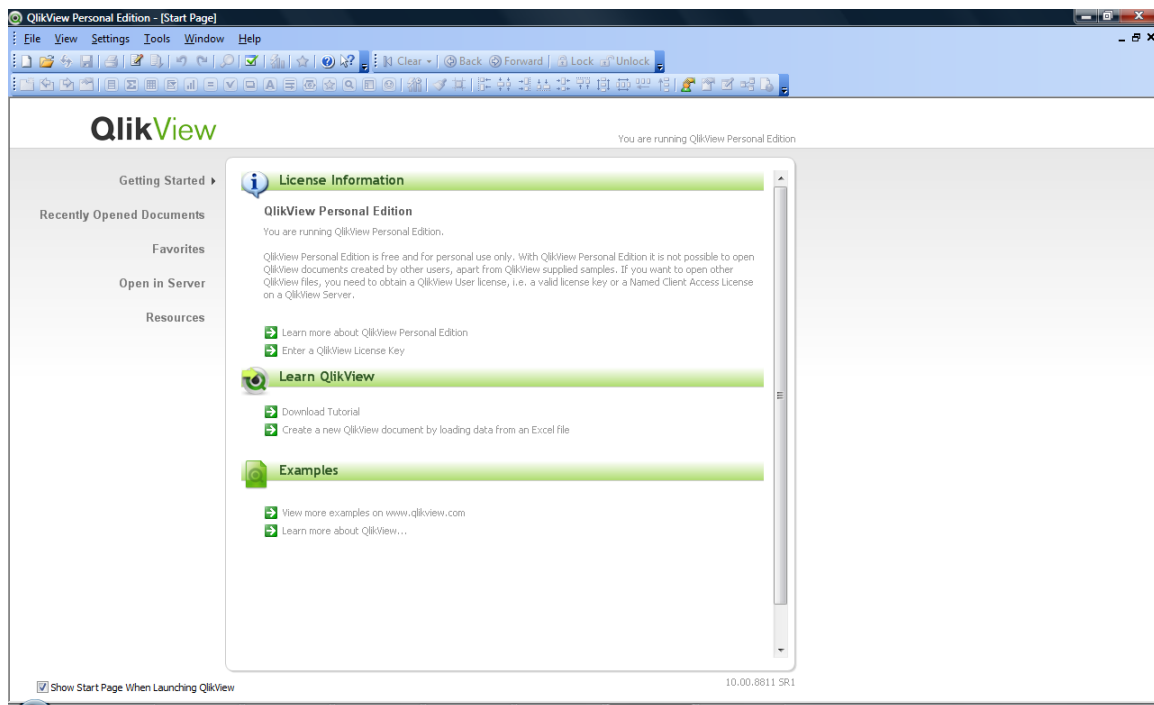 QlikView Personal Edition - [Start Page]
File View Settings Tools Window Help
Clear Back Forward Lock Unlock
QlikView
You are running QlikView Personal Edition
Getting Started
Recently Opened Documents
Favorites
Open in Server
Resources
License Information
QlikView Personal Edition
You are running QlikView Personal Edition.
QlikView Personal Edition is free and for personal use only. With QlikView Personal Edition it is not possible to open
QlikView documents created by other users, apart from QlikView supplied samples. If you want to open other
QlikView files, you need to obtain a QlikView User license, i.e. a valid license key or a Named Client Access License
on a QlikView Server.
Learn more about QlikView Personal Edition
Enter a QlikView License Key
Learn QlikView
Download Tutorial
Create a new QlikView document by loading data from an Excel file
Examples
View more examples on www.qlikview.com
Learn more about QlikView...
Show Start Page When Launching QlikView
10.00.8811 SR1